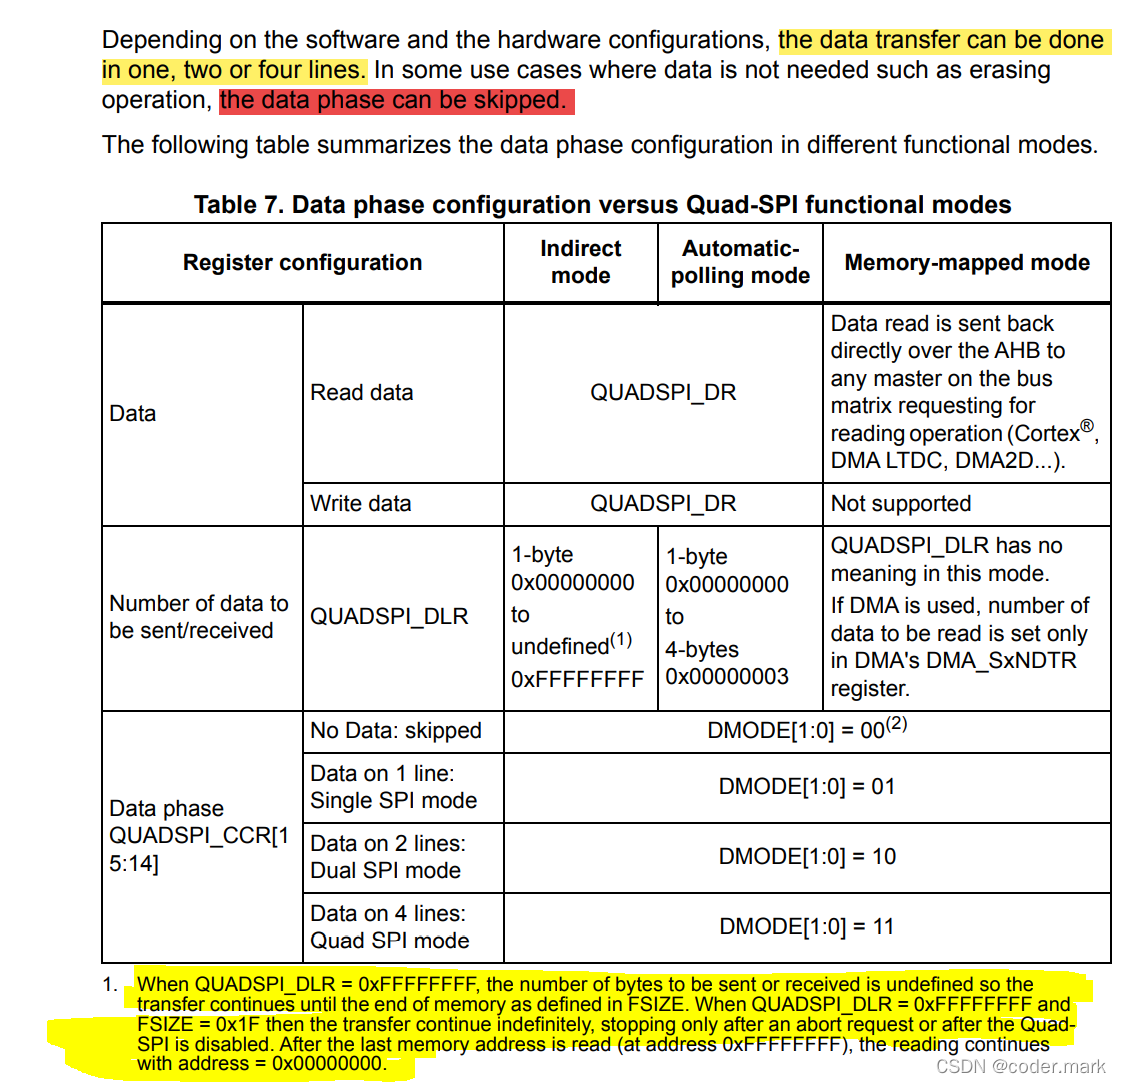 Depending on the software and the hardware configurations, the data transfer can be done
in one, two or four lines. In some use cases where data is not needed such as erasing
operation, the data phase can be skipped.
The following table summarizes the data phase configuration in different functional modes.
Table 7. Data phase configuration versus Quad-SPI functional modes
Register configuration
Indirect
mode
Automatic-
polling mode
Memory-mapped mode
Data
Read data
QUADSPI_DR
Data read is sent back
directly over the AHB to
any master on the bus
matrix requesting for
reading operation (Cortex®,
DMA LTDC, DMA2D...).
Write data
QUADSPI_DR
Not supported
Number of data to
be sent/received
QUADSPI_DLR
1-byte
0x00000000
to
undefined(1)
0xFFFFFFFF
1-byte
0x00000000
to
4-bytes
0x00000003
QUADSPI_DLR has no
meaning in this mode.
If DMA is used, number of
data to be read is set only
in DMA's DMA_SxNDTR
register.
Data phase
QUADSPI_CCR[1
5:14]
No Data: skipped
DMODE[1:0] = 00(2)
Data on 1 line:
Single SPI mode
DMODE[1:0] = 01
Data on 2 lines:
Dual SPI mode
DMODE[1:0] = 10
Data on 4 lines:
Quad SPI mode
DMODE[1:0] = 11
1. When QUADSPI_DLR = 0xFFFFFFFF, the number of bytes to be sent or received is undefined so the
transfer continues until the end of memory as defined in FSIZE. When QUADSPI_DLR = 0xFFFFFFFF and
FSIZE = 0x1F then the transfer continue indefinitely, stopping only after an abort request or after the Quad-
SPI is disabled. After the last memory address is read (at address 0xFFFFFFFF), the reading continues
with address = 0x00000000.
CSDN @coder.mark